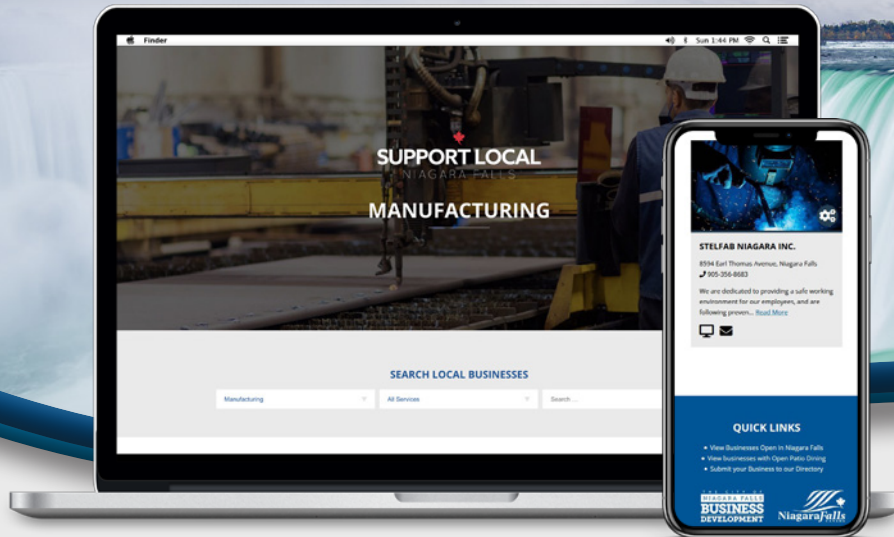 Finder
Sun 1:44 PM
SUPPORT LOCAL
NIAGARA FALLS
MANUFACTURING
SEARCH LOCAL BUSINESSES
Manufacturing
All Services
Search ...
STELFAB NIAGARA INC.
8594 Earl Thomas Avenue, Niagara Falls
905-356-8683
We are dedicated to providing a safe working
environment for our employees, and are
following proven... Read More
QUICK LINKS
• View Businesses Open in Niagara Falls
• View businesses with Open Patio Dining
• Submit your Business to our Directory
THE CITY OF
NIAGARA FALLS
BUSINESS
DEVELOPMENT
NiagaraFalls